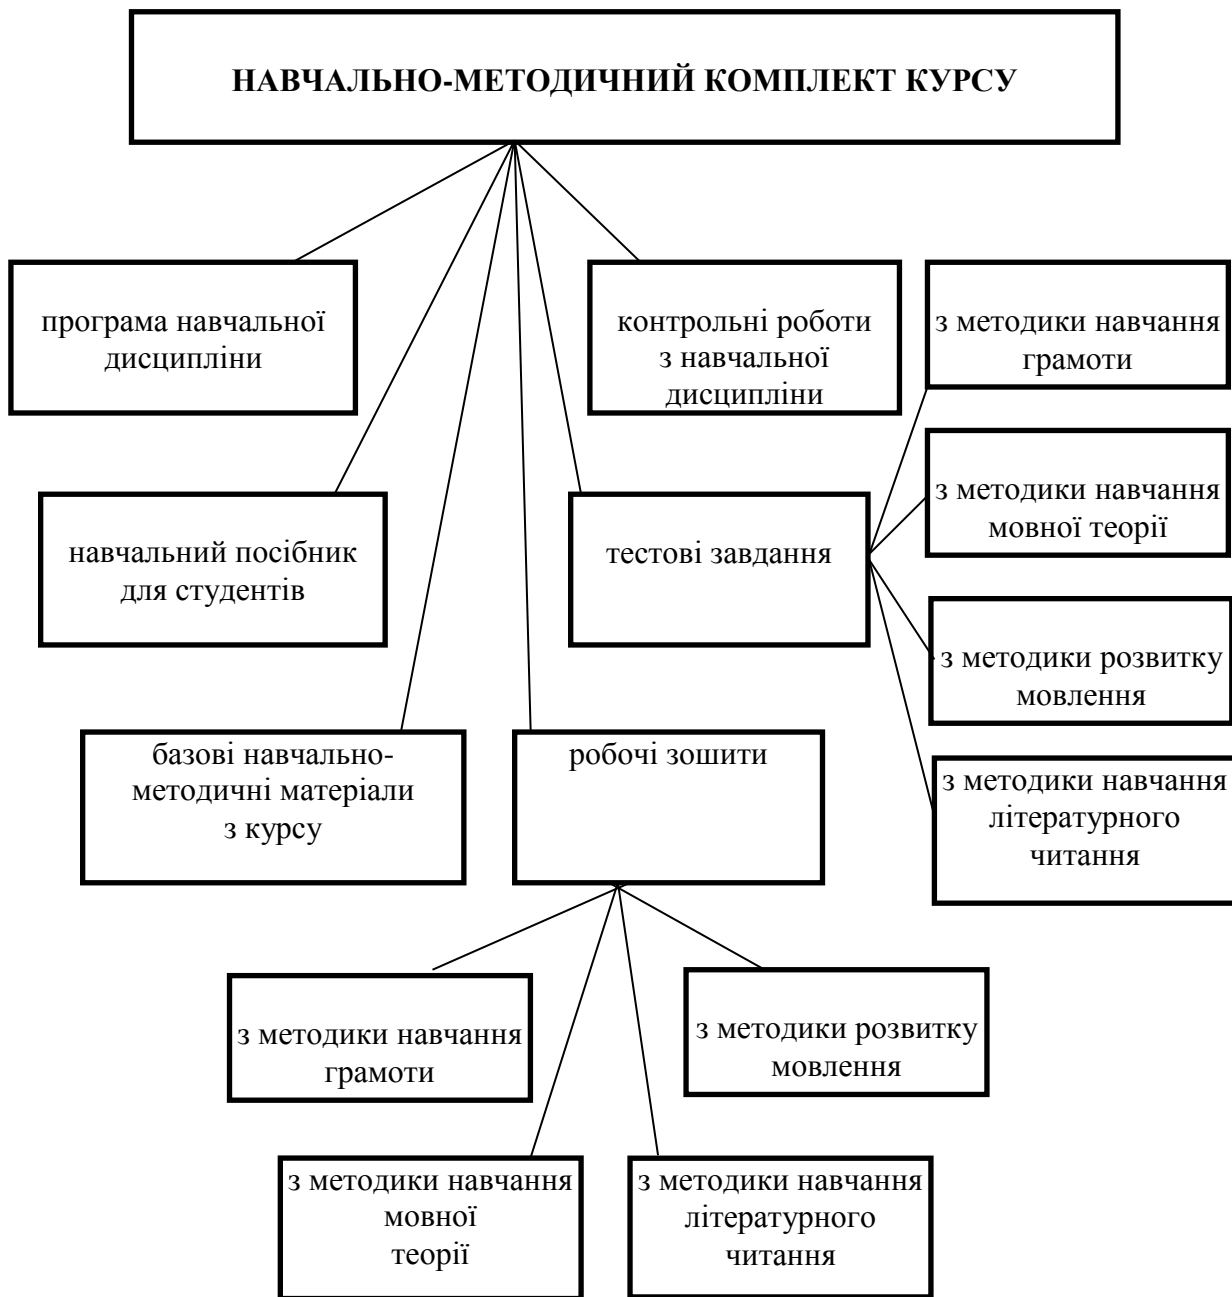 НАВЧАЛЬНО-МЕТОДИЧНИЙ КОМПЛЕКТ КУРСУ
програма навчальної
дисципліни
контрольні роботи
з навчальної
дисципліни
з методики навчання
грамоти
з методики навчання
мовної теорії
навчальний посібник
для студентів
тестові завдання
з методики розвитку
мовлення
базові навчально-
методичні матеріали
з курсу
робочі зошити
з методики навчання
літературного
читання
з методики навчання
грамоти
з методики розвитку
мовлення
з методики навчання
мовної
теорії
з методики навчання
літературного
читання